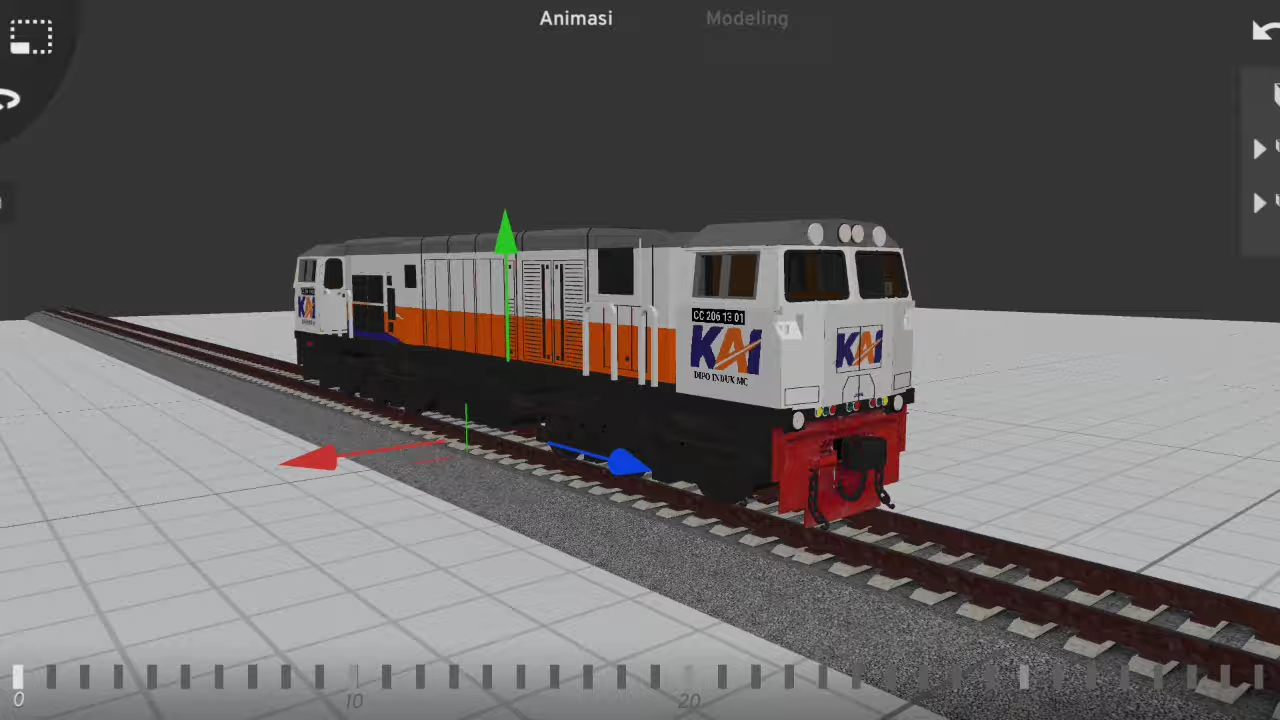 Animasi
Modeling
CC 206 13 01
KAI
DIPO INDUK MC
KAI
KAI
0
10
20